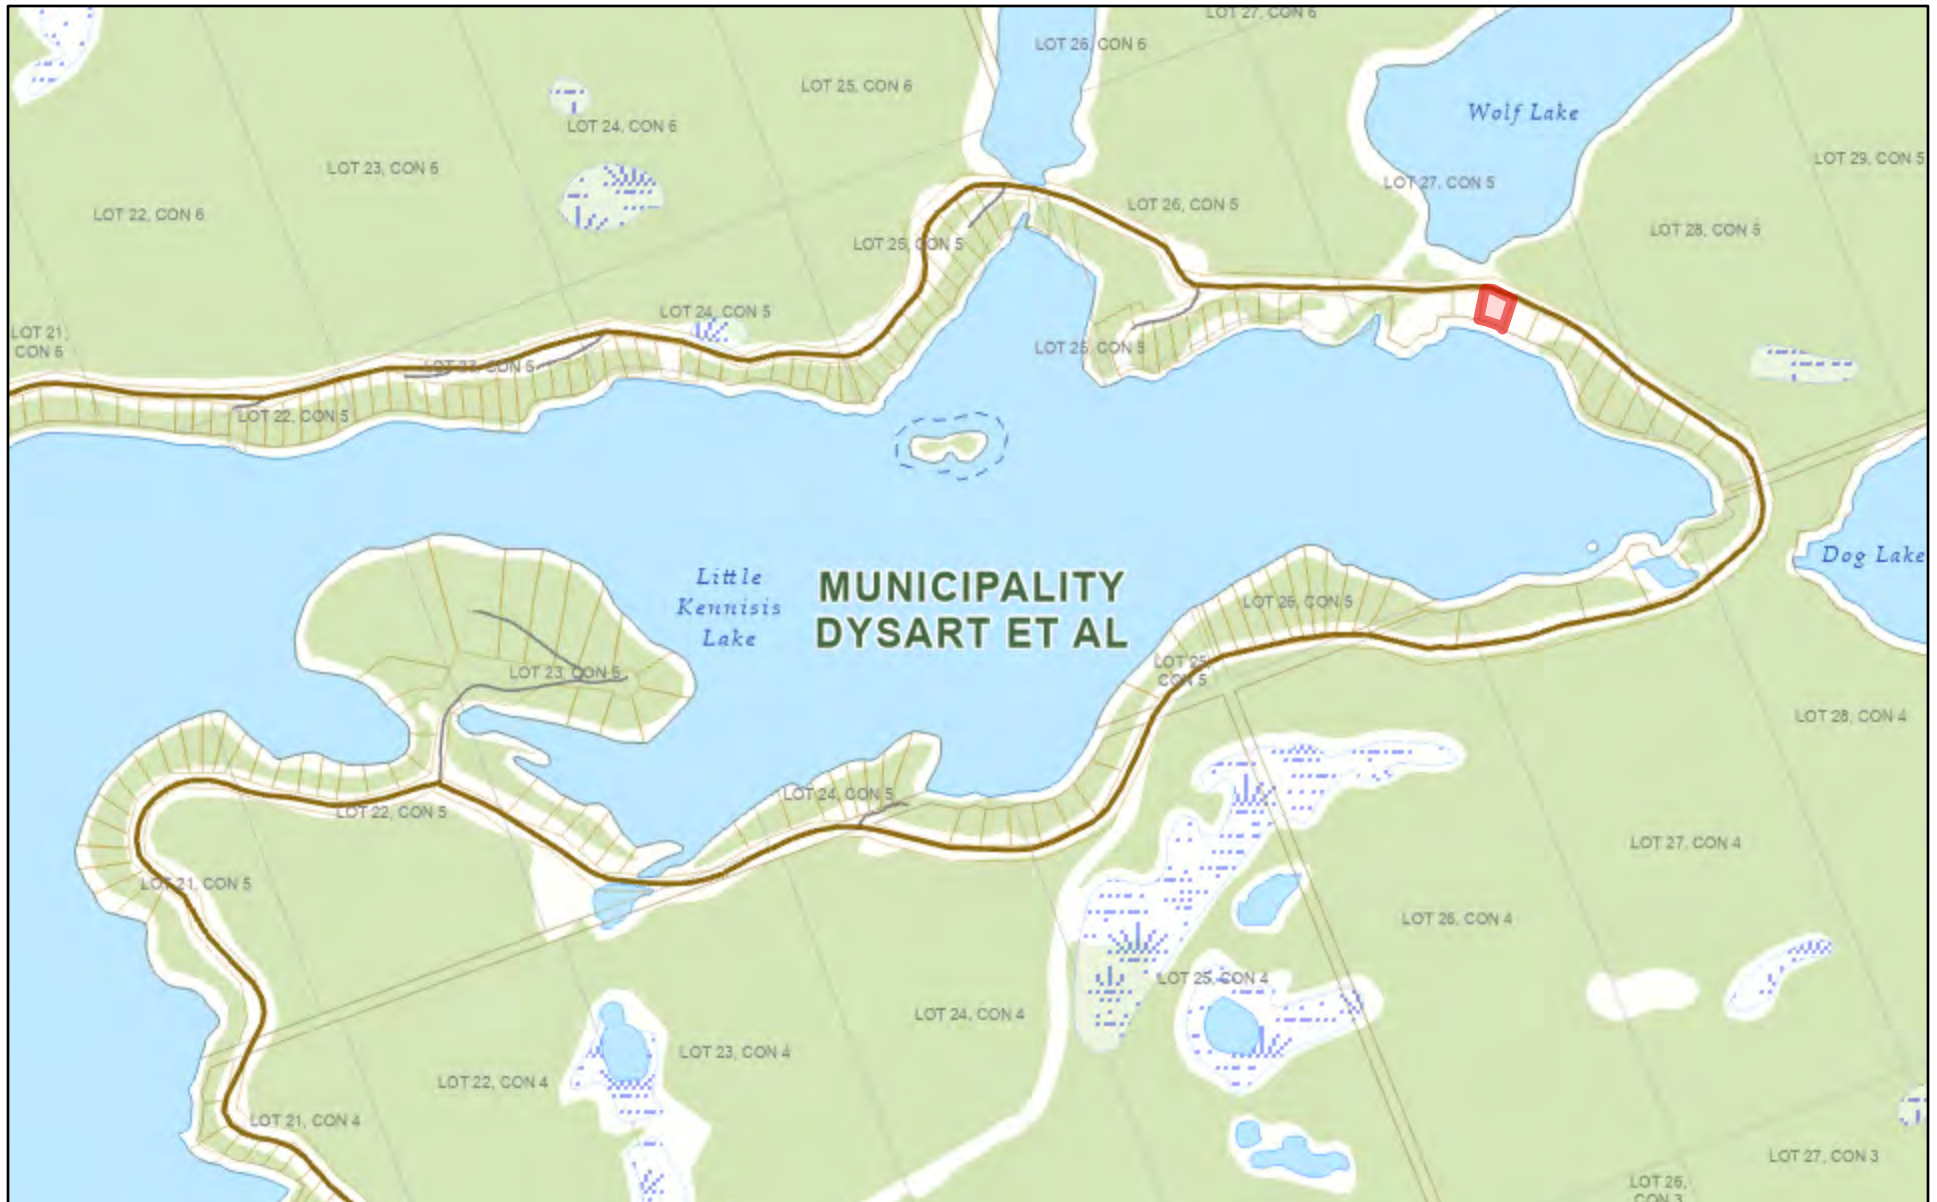 LOT 27, CON 6
LOT 26, CON 6
LOT 25, CON 6
Wolf Lake
LOT 24, CON 6
LOT 29, CON 5
LOT 23, CON 6
LOT 27, CON 5
LOT 22, CON 6
LOT 26, CON 5
LOT 28, CON 5
LOT 25, CON 5
LOT 24, CON 5
LOT 21,
CON 6
LOT 25, CON 5
LOT 23, CON 5
LOT 22, CON 5
Dog Lake
Little
Kennisis
Lake
MUNICIPALITY
DYSART ET AL
LOT 26, CON 5
LOT 25,
CON 5
LOT 23, CON 5
LOT 28, CON 4
LOT 24, CON 5
LOT 22, CON 5
LOT 27, CON 4
LOT 21, CON 5
LOT 26, CON 4
LOT 25, CON 4
LOT 24, CON 4
LOT 23, CON 4
LOT 22, CON 4
LOT 21, CON 4
LOT 27, CON 3
LOT 26,
CON 3